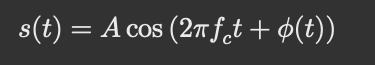 s(t) = A cos (2πf_c t + ϕ(t))